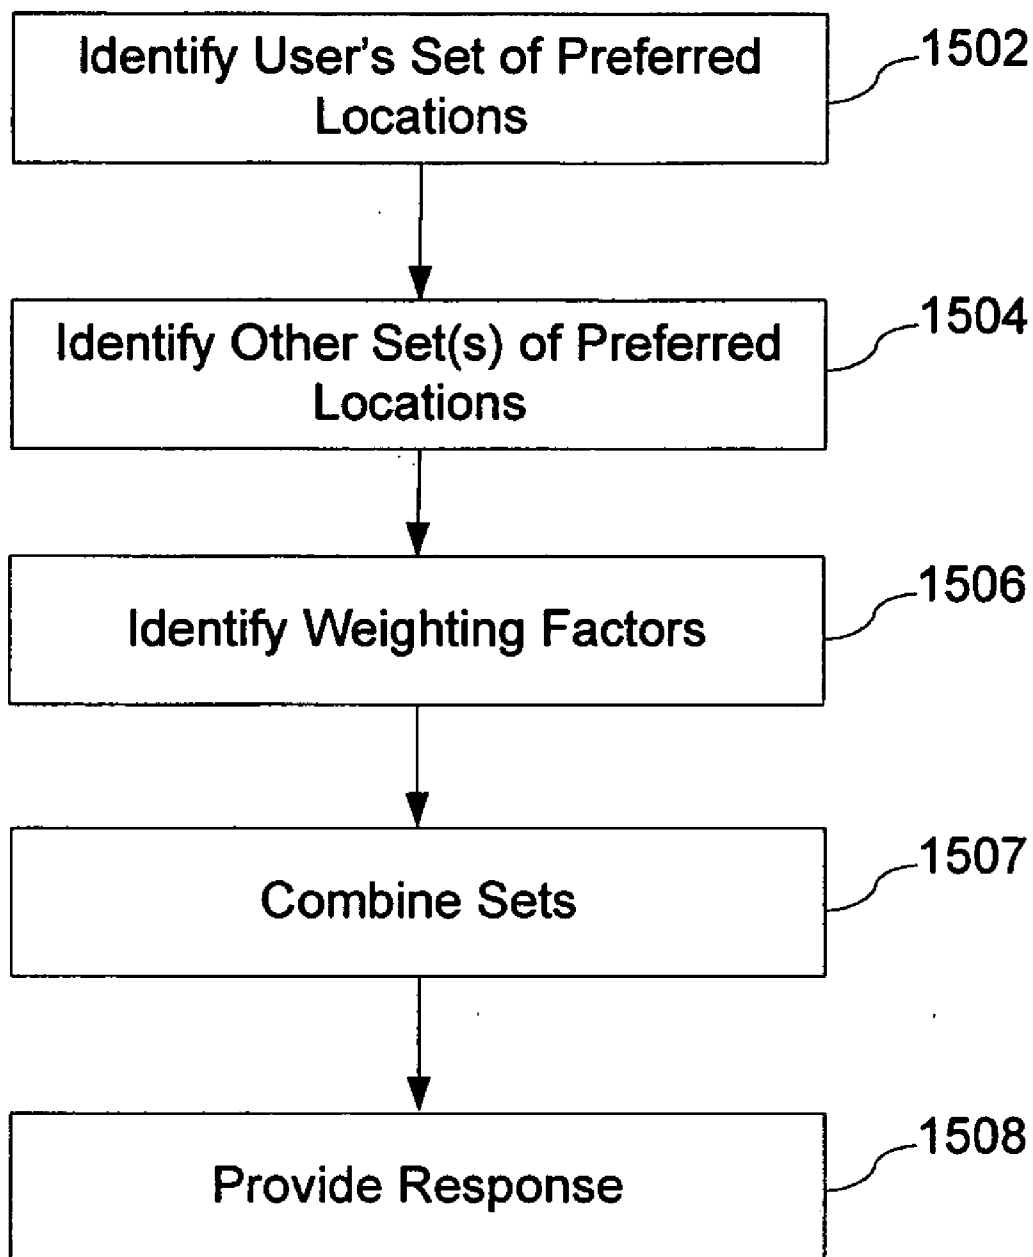 Identify User's Set of Preferred
Locations
1502
Identify Other Set(s) of Preferred
Locations
1504
Identify Weighting Factors
1506
Combine Sets
1507
Provide Response
1508